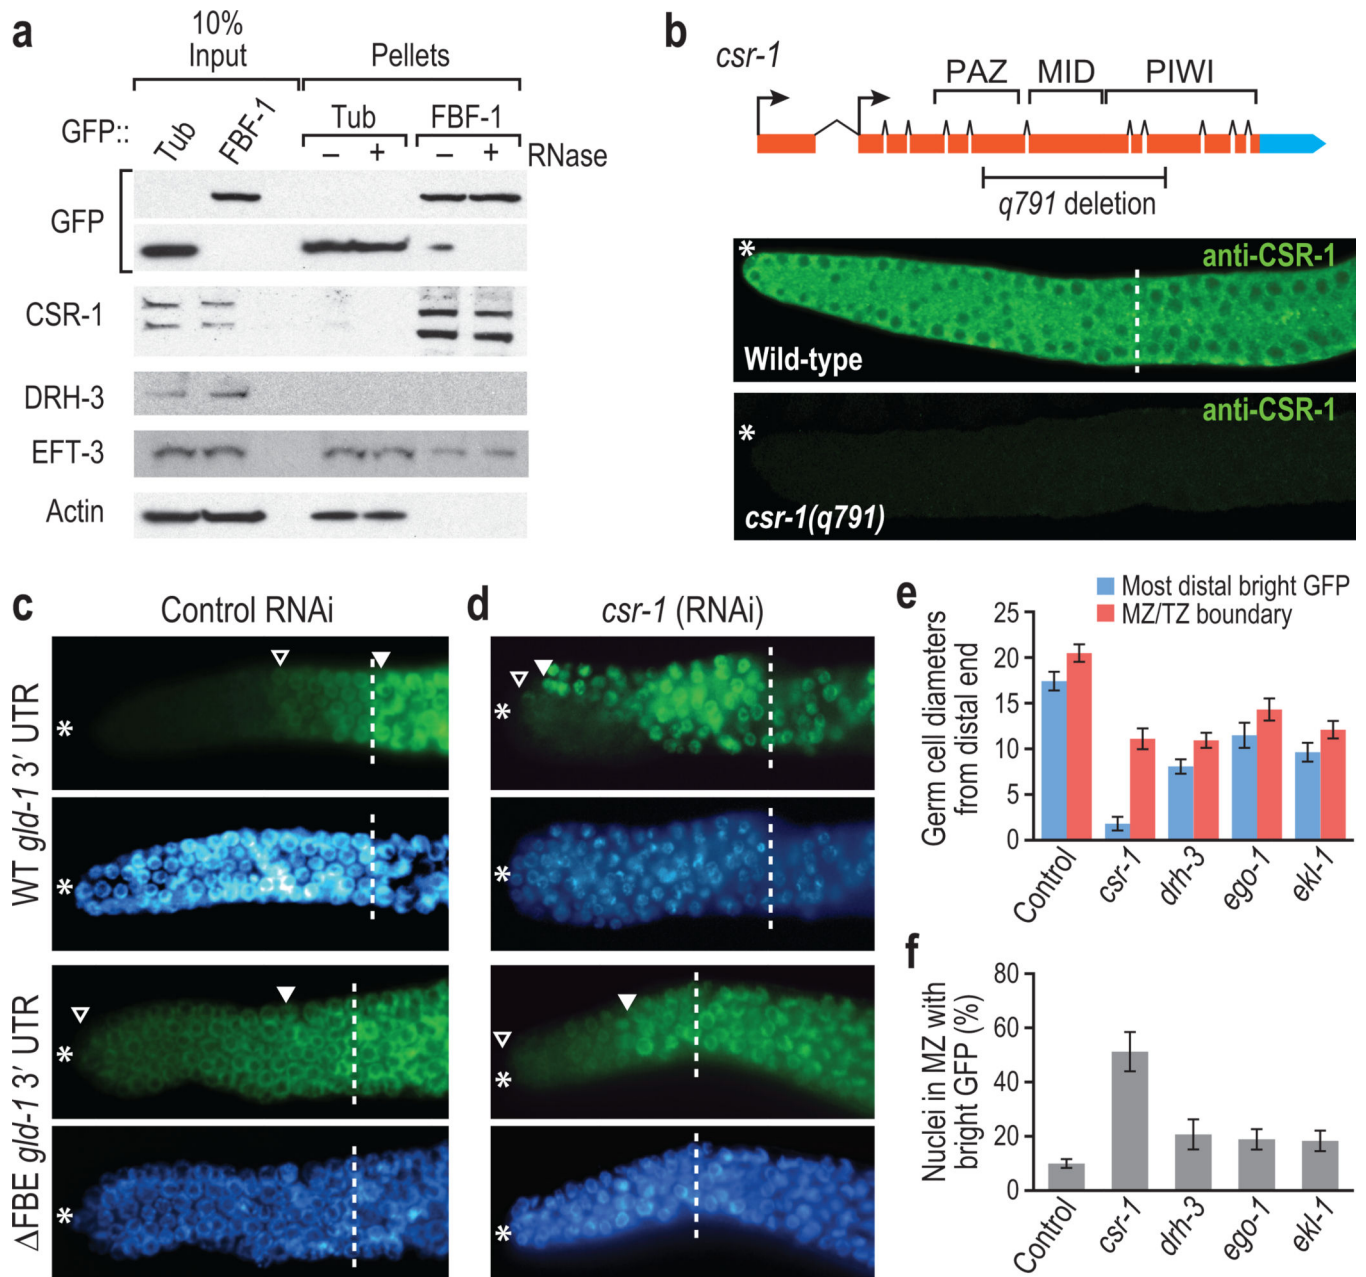 a
10%
Input
Pellets
GFP::
Tub
FBF-1
Tub
FBF-1
– + – + RNase
GFP
CSR-1
DRH-3
EFT-3
Actin
b
csr-1
PAZ MID PIWI
q791 deletion
* anti-CSR-1
Wild-type
* anti-CSR-1
csr-1(q791)
c Control RNAi
d csr-1 (RNAi)
WT gld-1 3′ UTR
*
*
*
*
ΔFBE gld-1 3′ UTR
*
*
*
*
e
Most distal bright GFP
MZ/TZ boundary
Germ cell diameters
from distal end
25
20
15
10
5
0
Control
csr-1
drh-3
ego-1
ekl-1
f
Nuclei in MZ with
bright GFP (%)
80
60
40
20
0
Control
csr-1
drh-3
ego-1
ekl-1